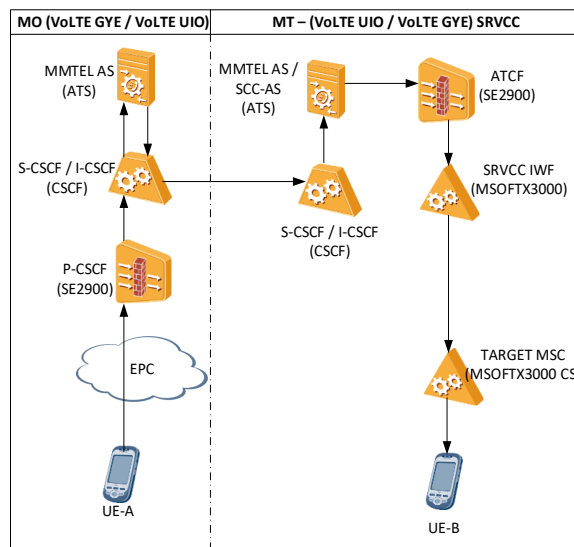 MO (VoLTE GYE / VoLTE UIO)
MT – (VoLTE UIO / VoLTE GYE) SRVCC
MMTEL AS
(ATS)
MMTEL AS /
SCC-AS
(ATS)
ATCF
(SE2900)
S-CSCF / I-CSCF
(CSCF)
SRVCC IWF
(MSOFTX3000)
S-CSCF / I-CSCF
(CSCF)
P-CSCF
(SE2900)
EPC
TARGET MSC
(MSOFTX3000 CS
UE-A
UE-B